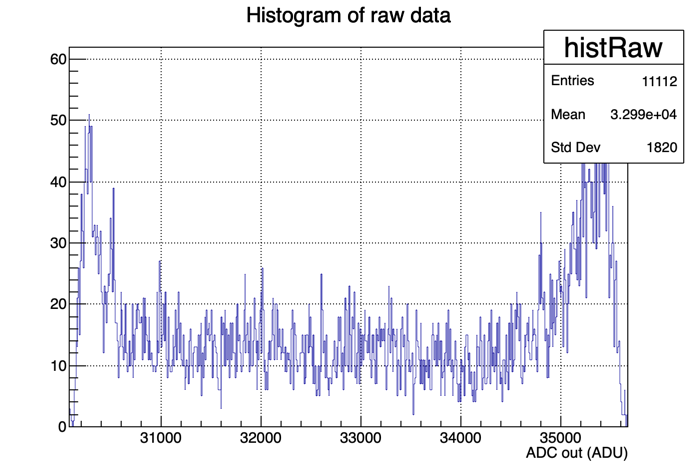 Histogram of raw data
histRaw
Entries 11112
Mean 3.299e+04
Std Dev 1820
60
50
40
30
20
10
0
31000 32000 33000 34000 35000
ADC out (ADU)